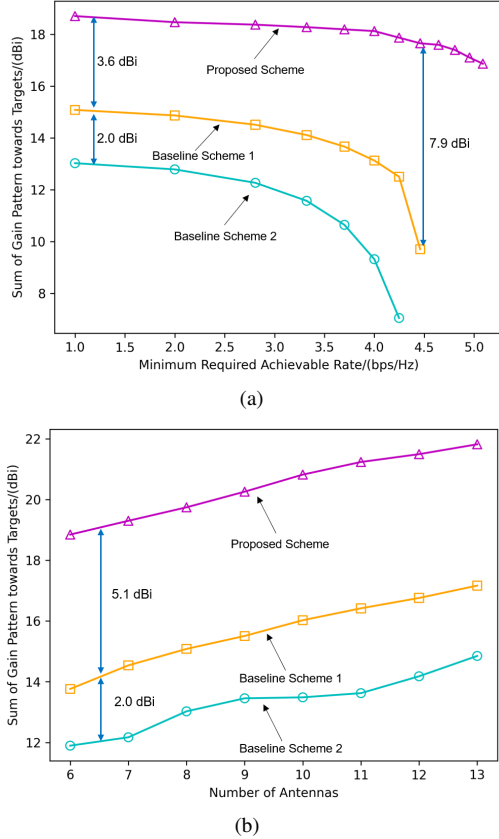 18
16
14
12
10
8
Sum of Gain Pattern towards Targets/(dBi)
3.6 dBi
Proposed Scheme
2.0 dBi
7.9 dBi
Baseline Scheme 1
Baseline Scheme 2
1.0 1.5 2.0 2.5 3.0 3.5 4.0 4.5 5.0
Minimum Required Achievable Rate/(bps/Hz)
(a)
22
20
18
16
14
12
Sum of Gain Pattern towards Targets/(dBi)
Proposed Scheme
5.1 dBi
Baseline Scheme 1
2.0 dBi
Baseline Scheme 2
6 7 8 9 10 11 12 13
Number of Antennas
(b)